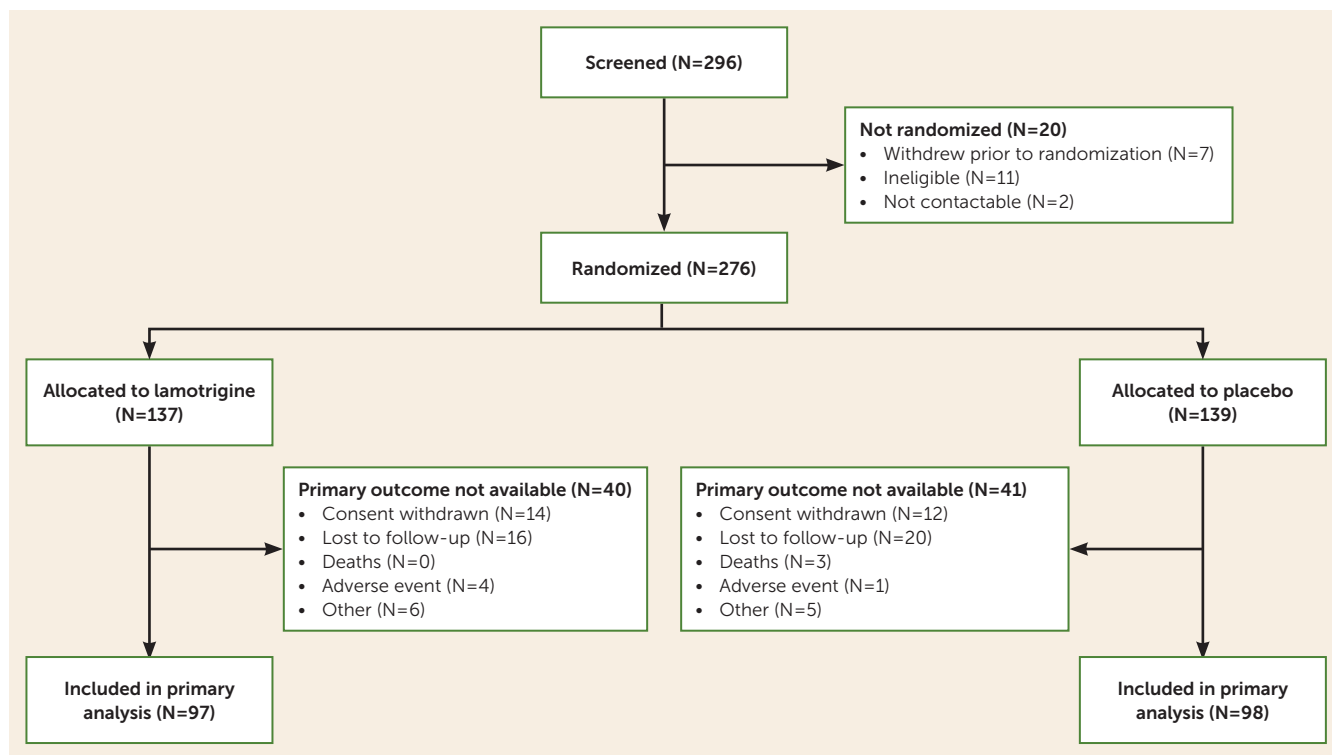 Screened (N=296)
Not randomized (N=20)
• Withdrew prior to randomization (N=7)
• Ineligible (N=11)
• Not contactable (N=2)
Randomized (N=276)
Allocated to lamotrigine
(N=137)
Allocated to placebo
(N=139)
Primary outcome not available (N=40)
• Consent withdrawn (N=14)
• Lost to follow-up (N=16)
• Deaths (N=0)
• Adverse event (N=4)
• Other (N=6)
Primary outcome not available (N=41)
• Consent withdrawn (N=12)
• Lost to follow-up (N=20)
• Deaths (N=3)
• Adverse event (N=1)
• Other (N=5)
Included in primary
analysis (N=97)
Included in primary
analysis (N=98)